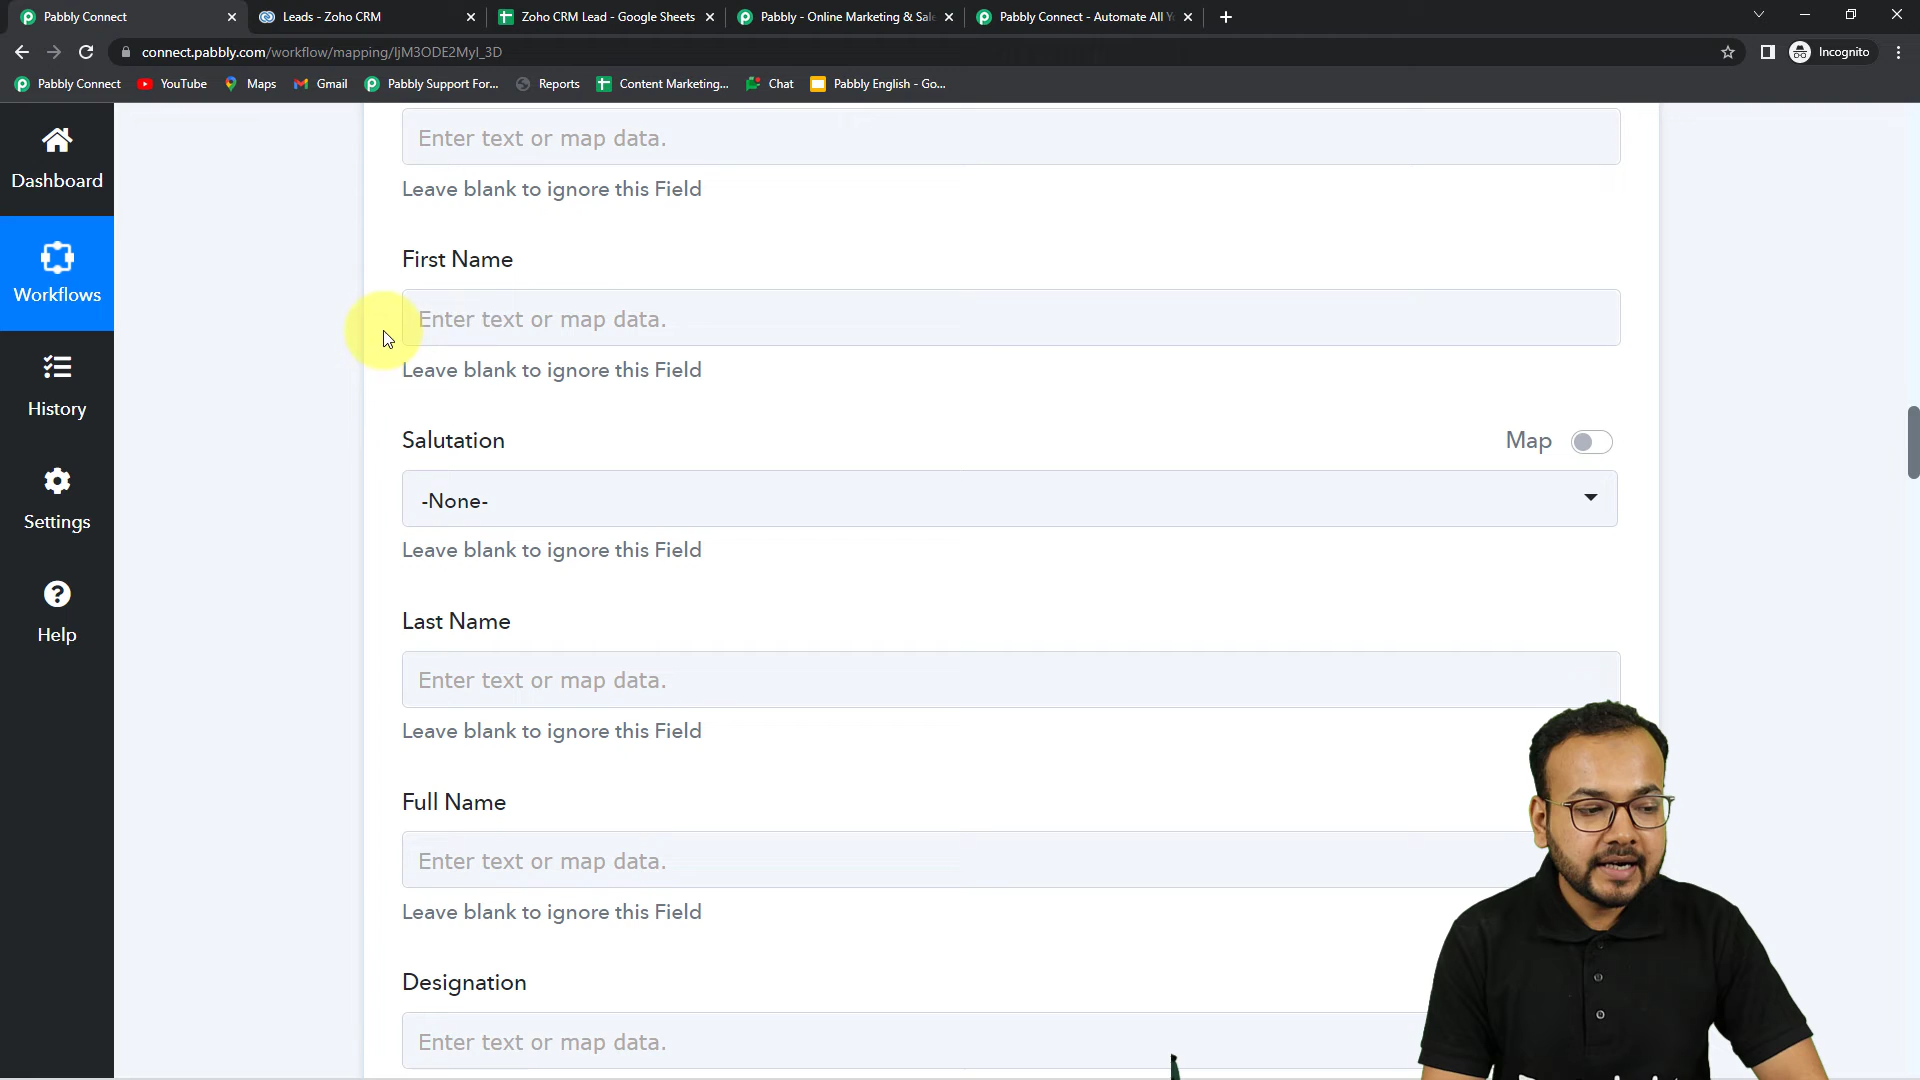 Pabbly Connect
Leads - Zoho CRM
Zoho CRM Lead - Google Sheets
Pabbly - Online Marketing & Sal
Pabbly Connect - Automate All Y
connect.pabbly.com/workflow/mapping/IjM3ODE2MyI_3D
Incognito
Pabbly Connect
YouTube
Maps
Gmail
Pabbly Support For...
Reports
Content Marketing...
Chat
Pabbly English - Go...
Dashboard
Workflows
History
Settings
Help
Enter text or map data.
Leave blank to ignore this Field
First Name
Enter text or map data.
Leave blank to ignore this Field
Salutation
Map
-None-
Leave blank to ignore this Field
Last Name
Enter text or map data.
Leave blank to ignore this Field
Full Name
Enter text or map data.
Leave blank to ignore this Field
Designation
Enter text or map data.